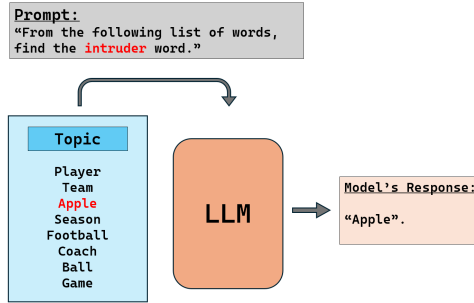 Prompt:
“From the following list of words,
find the intruder word.”
Topic
Player
Team
Apple
Season
Football
Coach
Ball
Game
LLM
Model’s Response:
“Apple”.